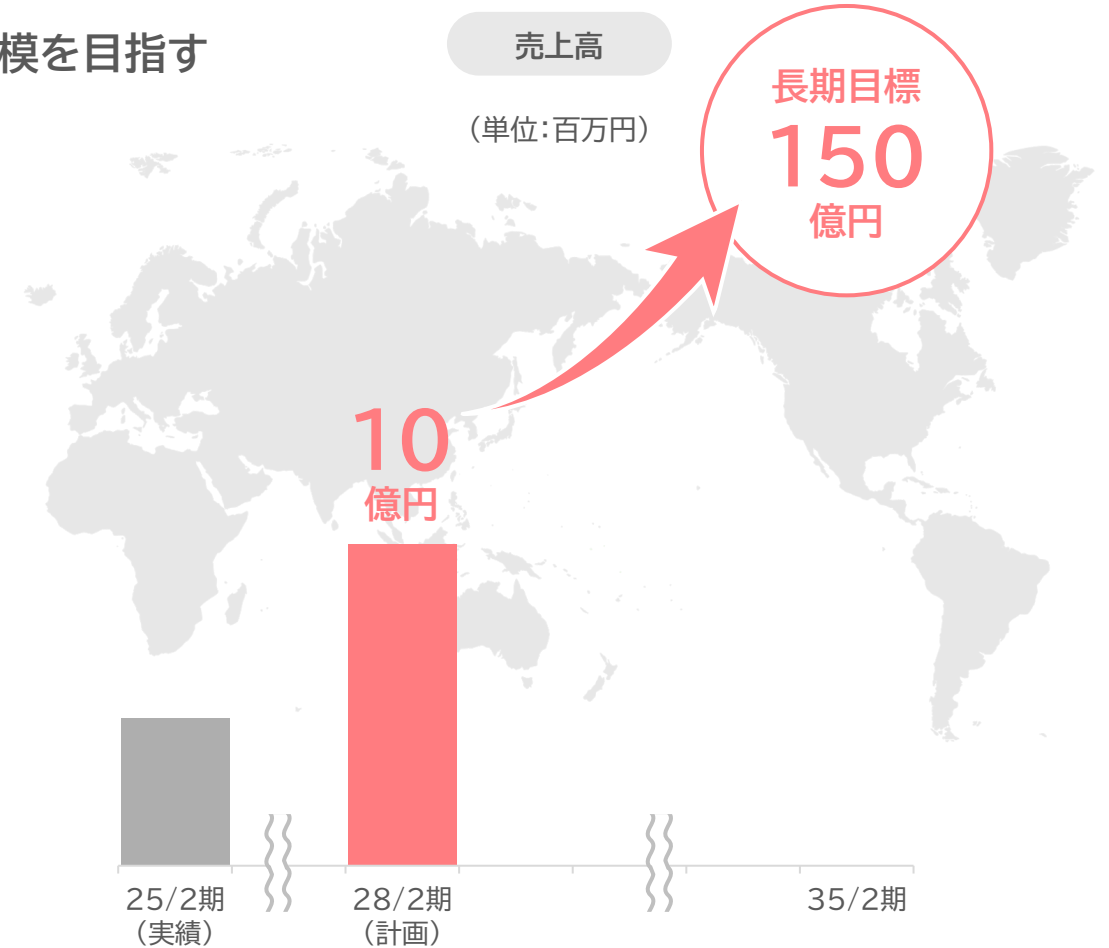 模を目指す
売上高
（単位：百万円）
長期目標
150
億円
10
億円
25/2期
（実績）
28/2期
（計画）
35/2期